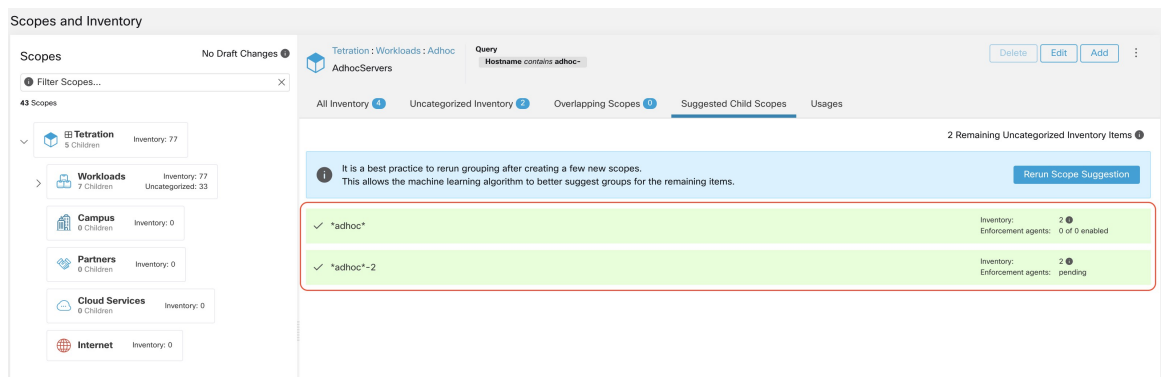 Scopes and Inventory
Scopes
No Draft Changes
Filter Scopes...
43 Scopes
Tetration
5 Children
Inventory: 77
Workloads
7 Children
Inventory: 77
Uncategorized: 33
Campus
0 Children
Inventory: 0
Partners
0 Children
Inventory: 0
Cloud Services
0 Children
Inventory: 0
Internet
Inventory: 0
Tetration : Workloads : Adhoc
AdhocServers
Query
Hostname contains adhoc-
Delete
Edit
Add
All Inventory 4
Uncategorized Inventory 2
Overlapping Scopes 0
Suggested Child Scopes
Usages
2 Remaining Uncategorized Inventory Items
It is a best practice to rerun grouping after creating a few new scopes.
This allows the machine learning algorithm to better suggest groups for the remaining items.
Rerun Scope Suggestion
*adhoc*
Inventory: 2
Enforcement agents: 0 of 0 enabled
*adhoc*-2
Inventory: 2
Enforcement agents: pending